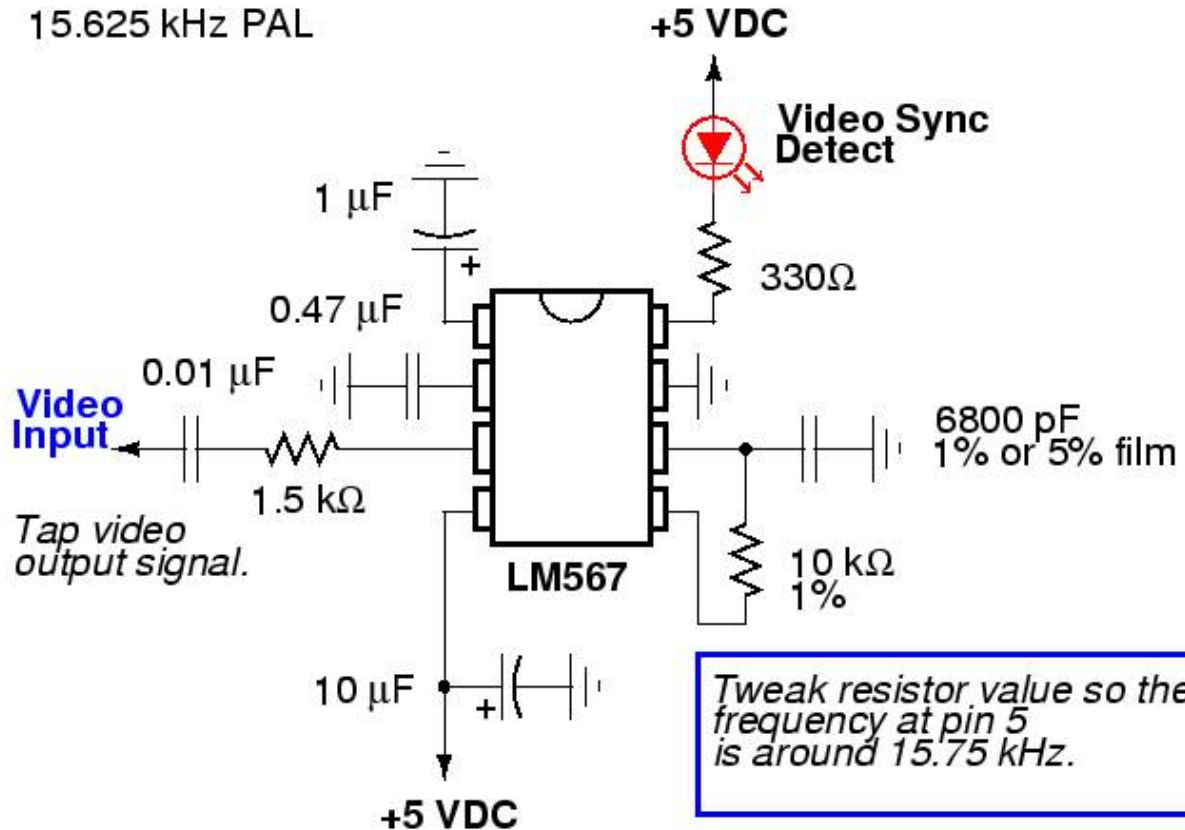 15.625 kHz PAL
+5 VDC
Video Sync
Detect
1 µF
+
330Ω
0.47 µF
0.01 µF
Video
Input
6800 pF
1% or 5% film
1.5 kΩ
Tap video
output signal.
LM567
10 kΩ
1%
10 µF
+
Tweak resistor value so the
frequency at pin 5
is around 15.75 kHz.
+5 VDC